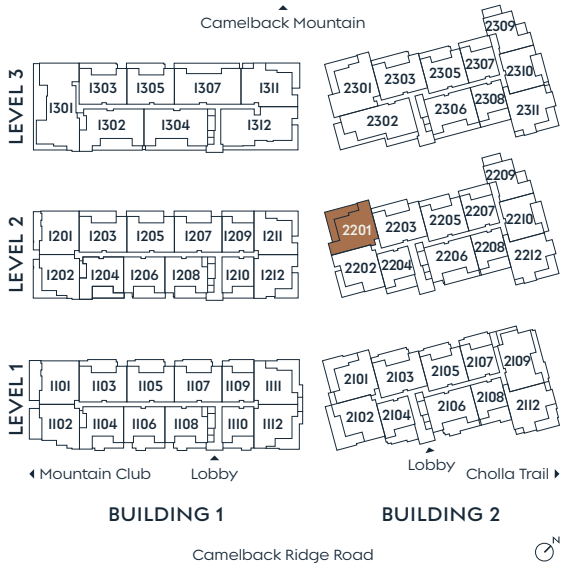 Camelback Mountain
LEVEL 3
1301 1303 1305 1307 1311
1302 1304 1312
2301 2303 2305 2307 2309 2310
2302 2306 2308 2311
LEVEL 2
1201 1203 1205 1207 1209 1211
1202 1204 1206 1208 1210 1212
2201 2203 2205 2207 2209 2210
2202 2204 2206 2208 2212
LEVEL 1
1101 1103 1105 1107 1109 1111
1102 1104 1106 1108 1110 1112
2101 2103 2105 2107 2109
2102 2104 2106 2108 2112
Mountain Club
Lobby
Lobby
Cholla Trail
BUILDING 1
BUILDING 2
Camelback Ridge Road
N